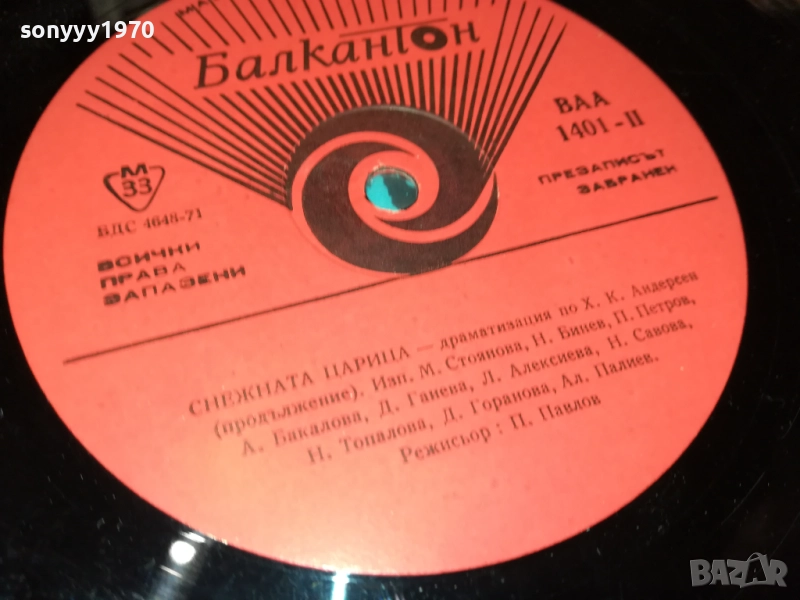 sonyyy1970
Балкантон
ВАА
1401-II
ПРЕЗАПИСЪТ
ЗАБРАНЕН
М
33
БДС 4648-71
ВСИЧКИ
ПРАВА
ЗАПАЗЕНИ
СНЕЖНАТА ЦАРИЦА — драматизация по Х. К. Андерсен
(продължение). Изп. М. Стоянова, Н. Бинев, П. Петров,
А. Бакалова, Д. Ганева, Л. Алексиева, Н. Савова,
Н. Топалова, Д. Горанова, Ал. Палиев.
Режисьор : П. Павлов
BAZAR